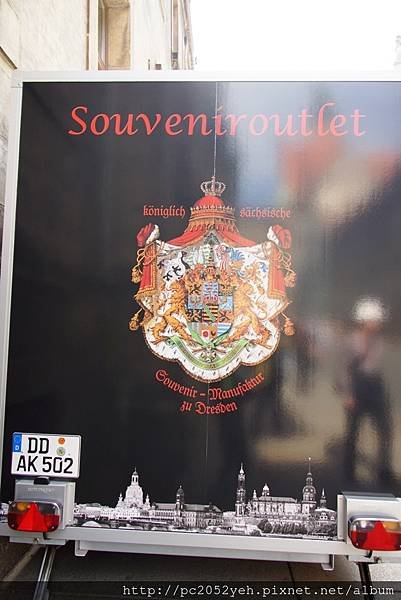 Souveniroutlet
königlich sächsische
Souvenir - Manufaktur
zu Dresden
D
DD
AK 502
http://pc2052yeh.pixnet.net/album